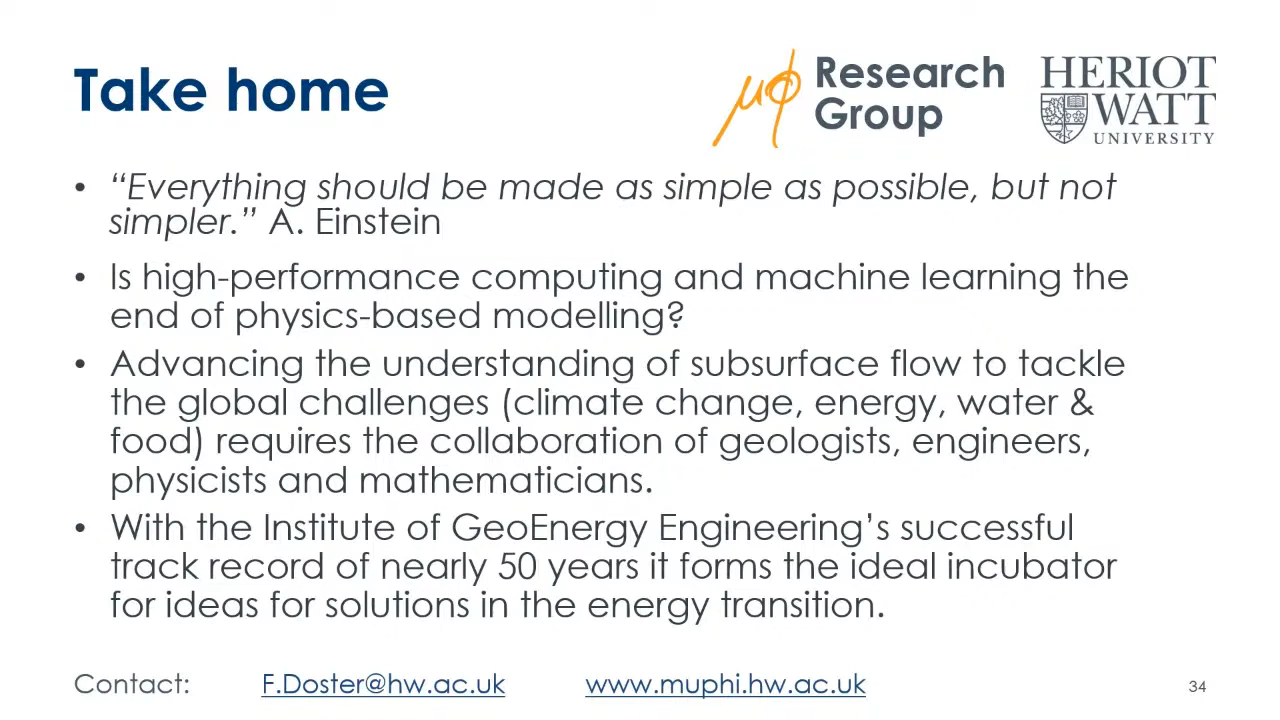 Take home
μϕ Research
Group
HERIOT
WATT
UNIVERSITY
• “Everything should be made as simple as possible, but not
simpler.” A. Einstein
• Is high-performance computing and machine learning the
end of physics-based modelling?
• Advancing the understanding of subsurface flow to tackle
the global challenges (climate change, energy, water &
food) requires the collaboration of geologists, engineers,
physicists and mathematicians.
• With the Institute of GeoEnergy Engineering’s successful
track record of nearly 50 years it forms the ideal incubator
for ideas for solutions in the energy transition.
Contact: F.Doster@hw.ac.uk www.muphi.hw.ac.uk 34